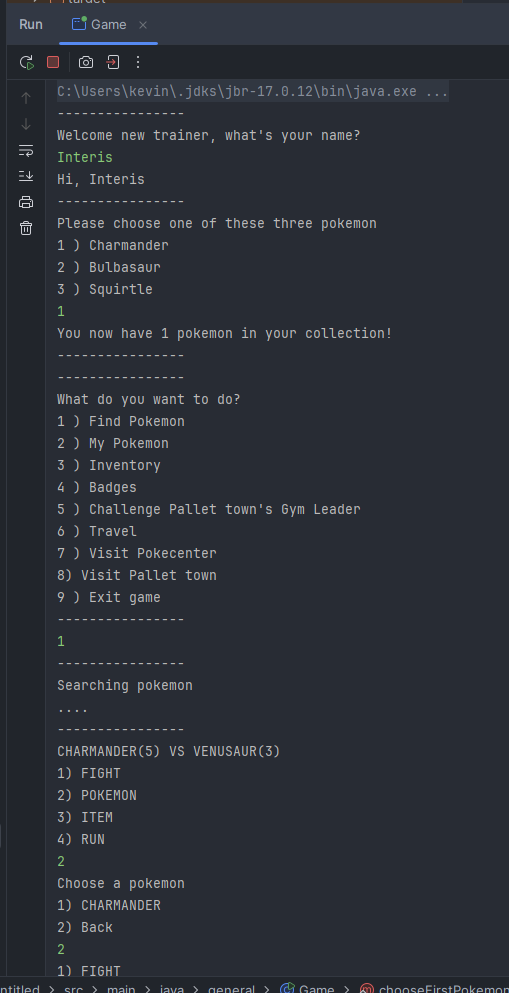 target
Run Game
C:\Users\kevin\.jdks\jbr-17.0.12\bin\java.exe ...
----------------
Welcome new trainer, what's your name?
Interis
Hi, Interis
----------------
Please choose one of these three pokemon
1 ) Charmander
2 ) Bulbasaur
3 ) Squirtle
1
You now have 1 pokemon in your collection!
----------------
----------------
What do you want to do?
1 ) Find Pokemon
2 ) My Pokemon
3 ) Inventory
4 ) Badges
5 ) Challenge Pallet town's Gym Leader
6 ) Travel
7 ) Visit Pokecenter
8) Visit Pallet town
9 ) Exit game
----------------
1
----------------
Searching pokemon
....
----------------
CHARMANDER(5) VS VENUSAUR(3)
1) FIGHT
2) POKEMON
3) ITEM
4) RUN
2
Choose a pokemon
1) CHARMANDER
2) Back
2
1) FIGHT
ntitled > src > main > java > general > Game > chooseFirstPokemon